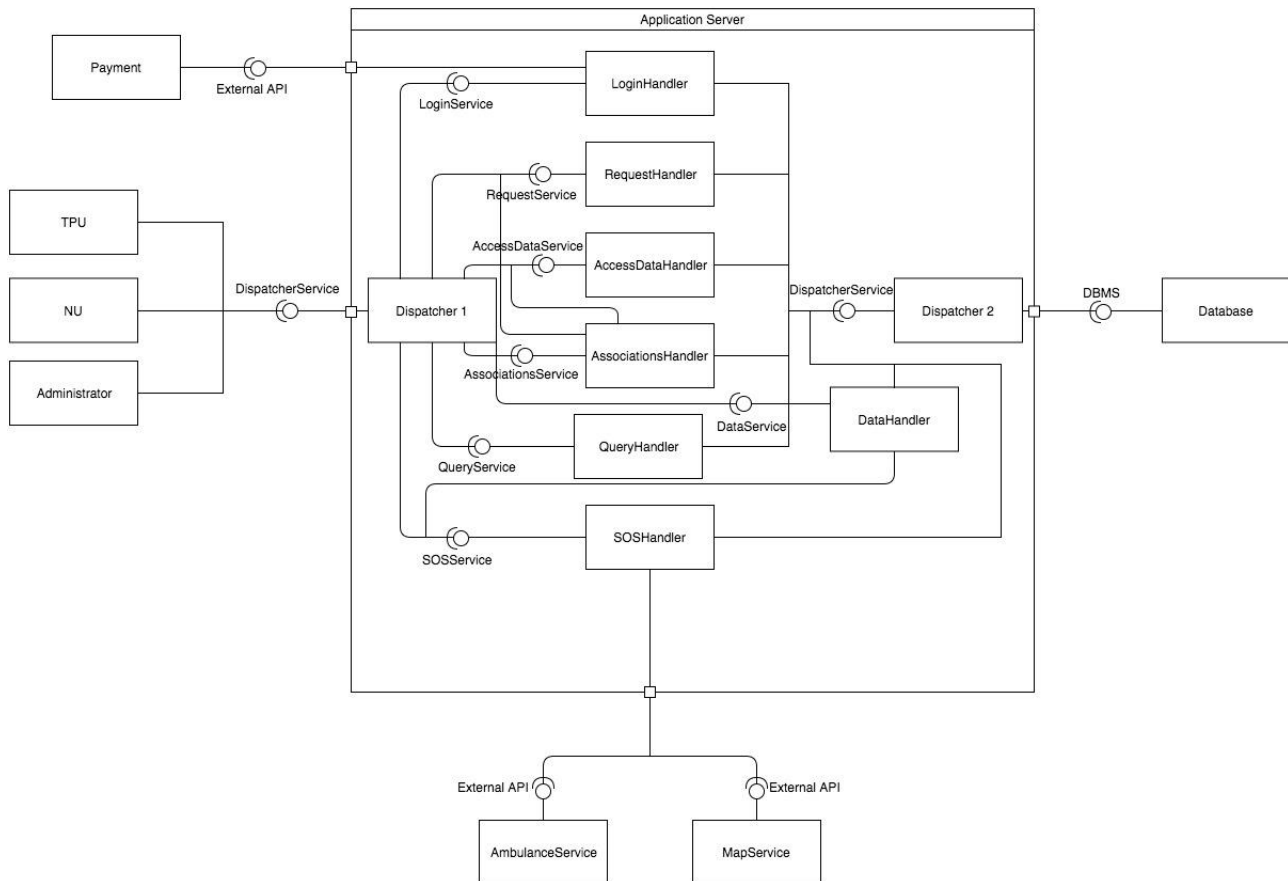 Application Server
Payment
External API
LoginHandler
LoginService
RequestHandler
RequestService
TPU
AccessDataService
AccessDataHandler
NU
DispatcherService
Dispatcher 1
DispatcherService
Dispatcher 2
DBMS
Database
AssociationsHandler
AssociationsService
Administrator
DataService
DataHandler
QueryHandler
QueryService
SOSHandler
SOSService
External API
External API
AmbulanceService
MapService